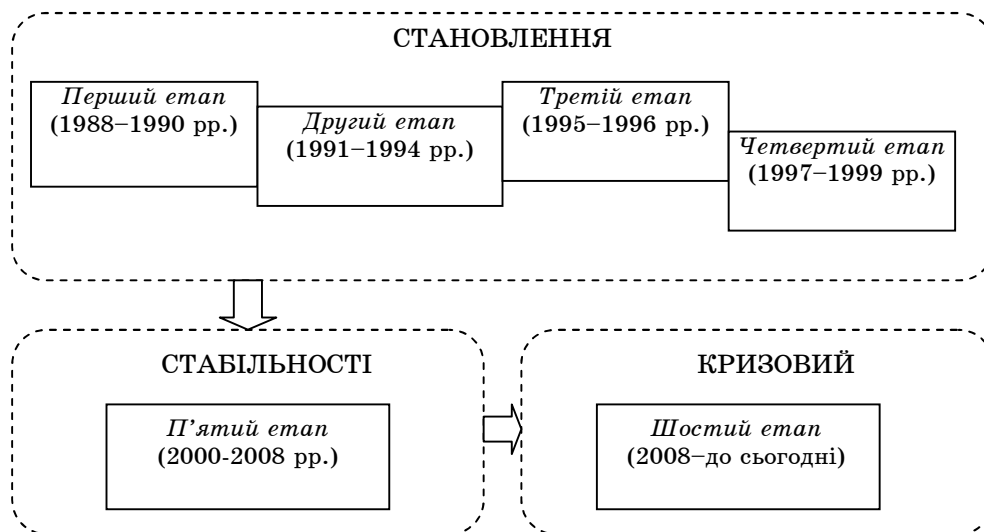 СТАНОВЛЕННЯ
Перший етап
(1988–1990 рр.)
Другий етап
(1991–1994 рр.)
Третій етап
(1995–1996 рр.)
Четвертий етап
(1997–1999 рр.)
СТАБІЛЬНОСТІ
П'ятий етап
(2000-2008 рр.)
КРИЗОВИЙ
Шостий етап
(2008–до сьогодні)